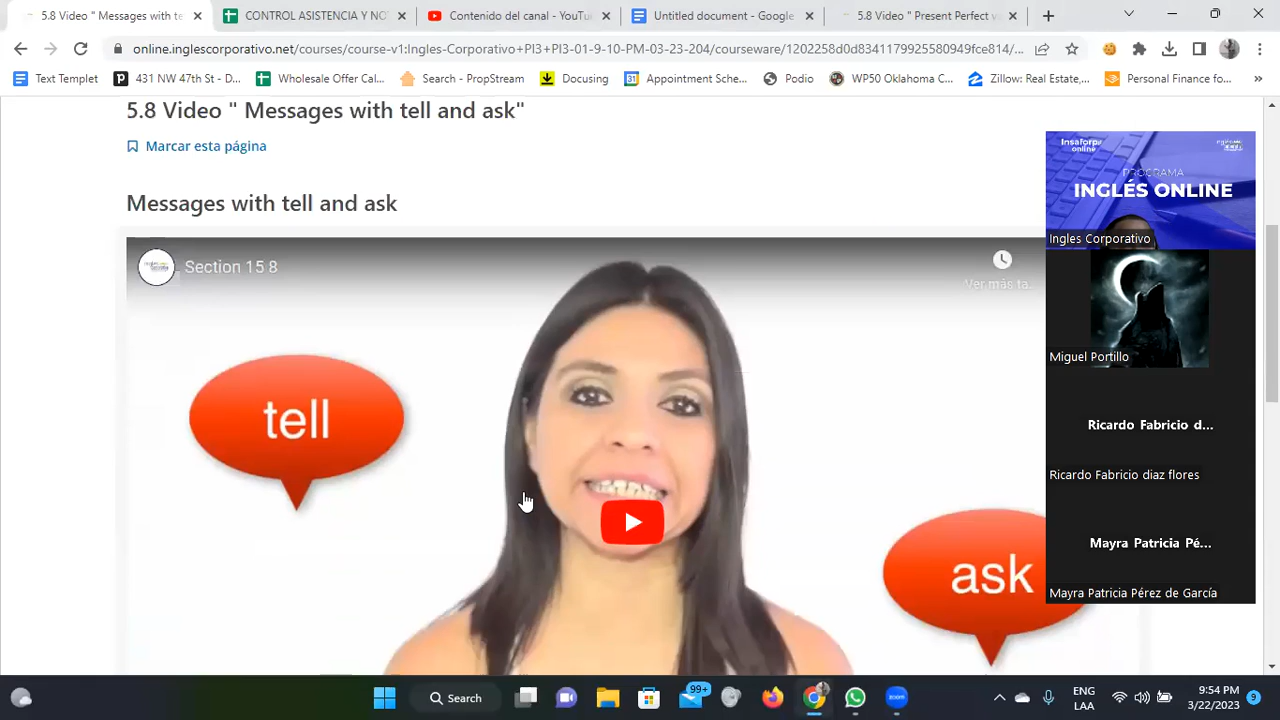 5.8 Video " Messages with te
CONTROL ASISTENCIA Y NO
Contenido del canal - YouTu
Untitled document - Google
5.8 Video " Present Perfect v
online.inglescorporativo.net/courses/course-v1:Ingles-Corporativo+PI3+PI3-01-9-10-PM-03-23-204/courseware/1202258d0d8341179925580949fce814/...
Text Templet
431 NW 47th St - D...
Wholesale Offer Cal...
Search - PropStream
Docusing
Appointment Sche...
Podio
WP50 Oklahoma C...
Zillow: Real Estate,...
Personal Finance fo...
5.8 Video " Messages with tell and ask"
Marcar esta página
Messages with tell and ask
Section 15 8
Ver más ta...
tell
ask
Insaforp
online
PROGRAMA
INGLÉS ONLINE
Ingles Corporativo
Miguel Portillo
Ricardo Fabricio d...
Ricardo Fabricio diaz flores
Mayra Patricia Pé...
Mayra Patricia Pérez de García
Search
99+
ENG
LAA
9:54 PM
3/22/2023
9